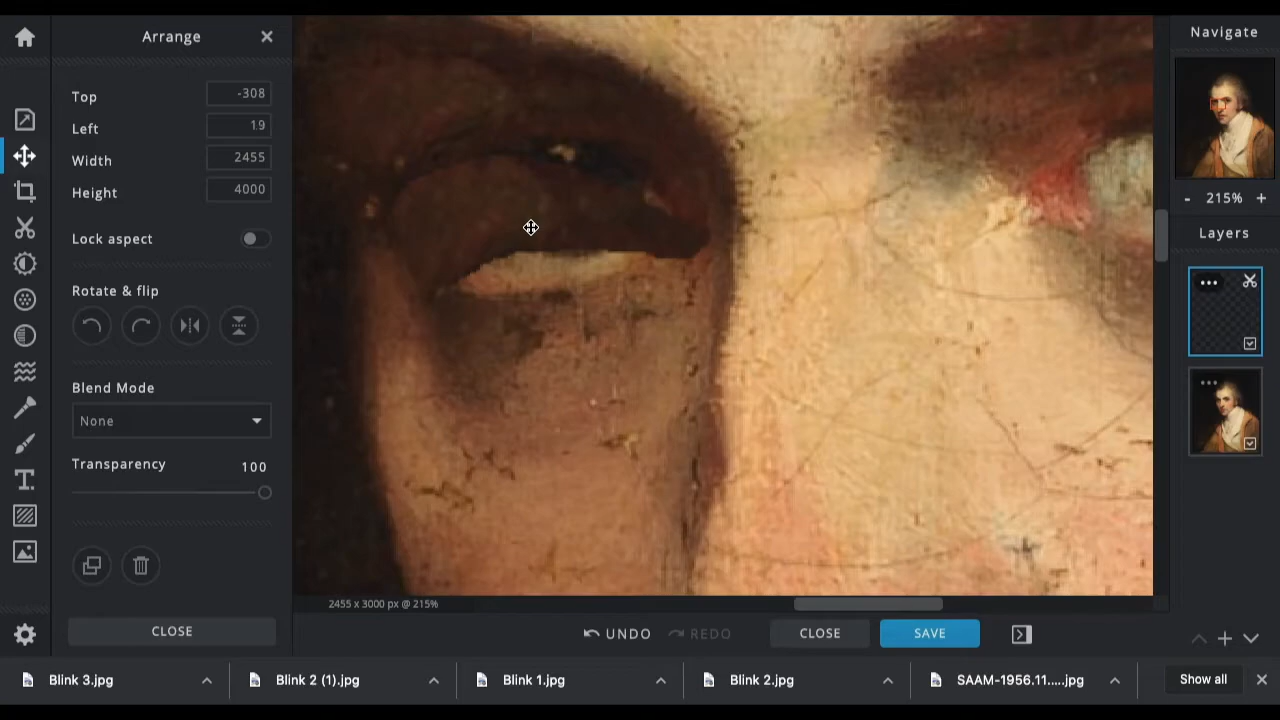 Arrange
Top -308
Left 1.9
Width 2455
Height 4000
Lock aspect
Rotate & flip
Blend Mode
None
Transparency 100
CLOSE
2455 x 3000 px @ 215%
UNDO REDO CLOSE SAVE
Navigate
- 215% +
Layers
Blink 3.jpg Blink 2 (1).jpg Blink 1.jpg Blink 2.jpg SAAM-1956.11.....jpg Show all